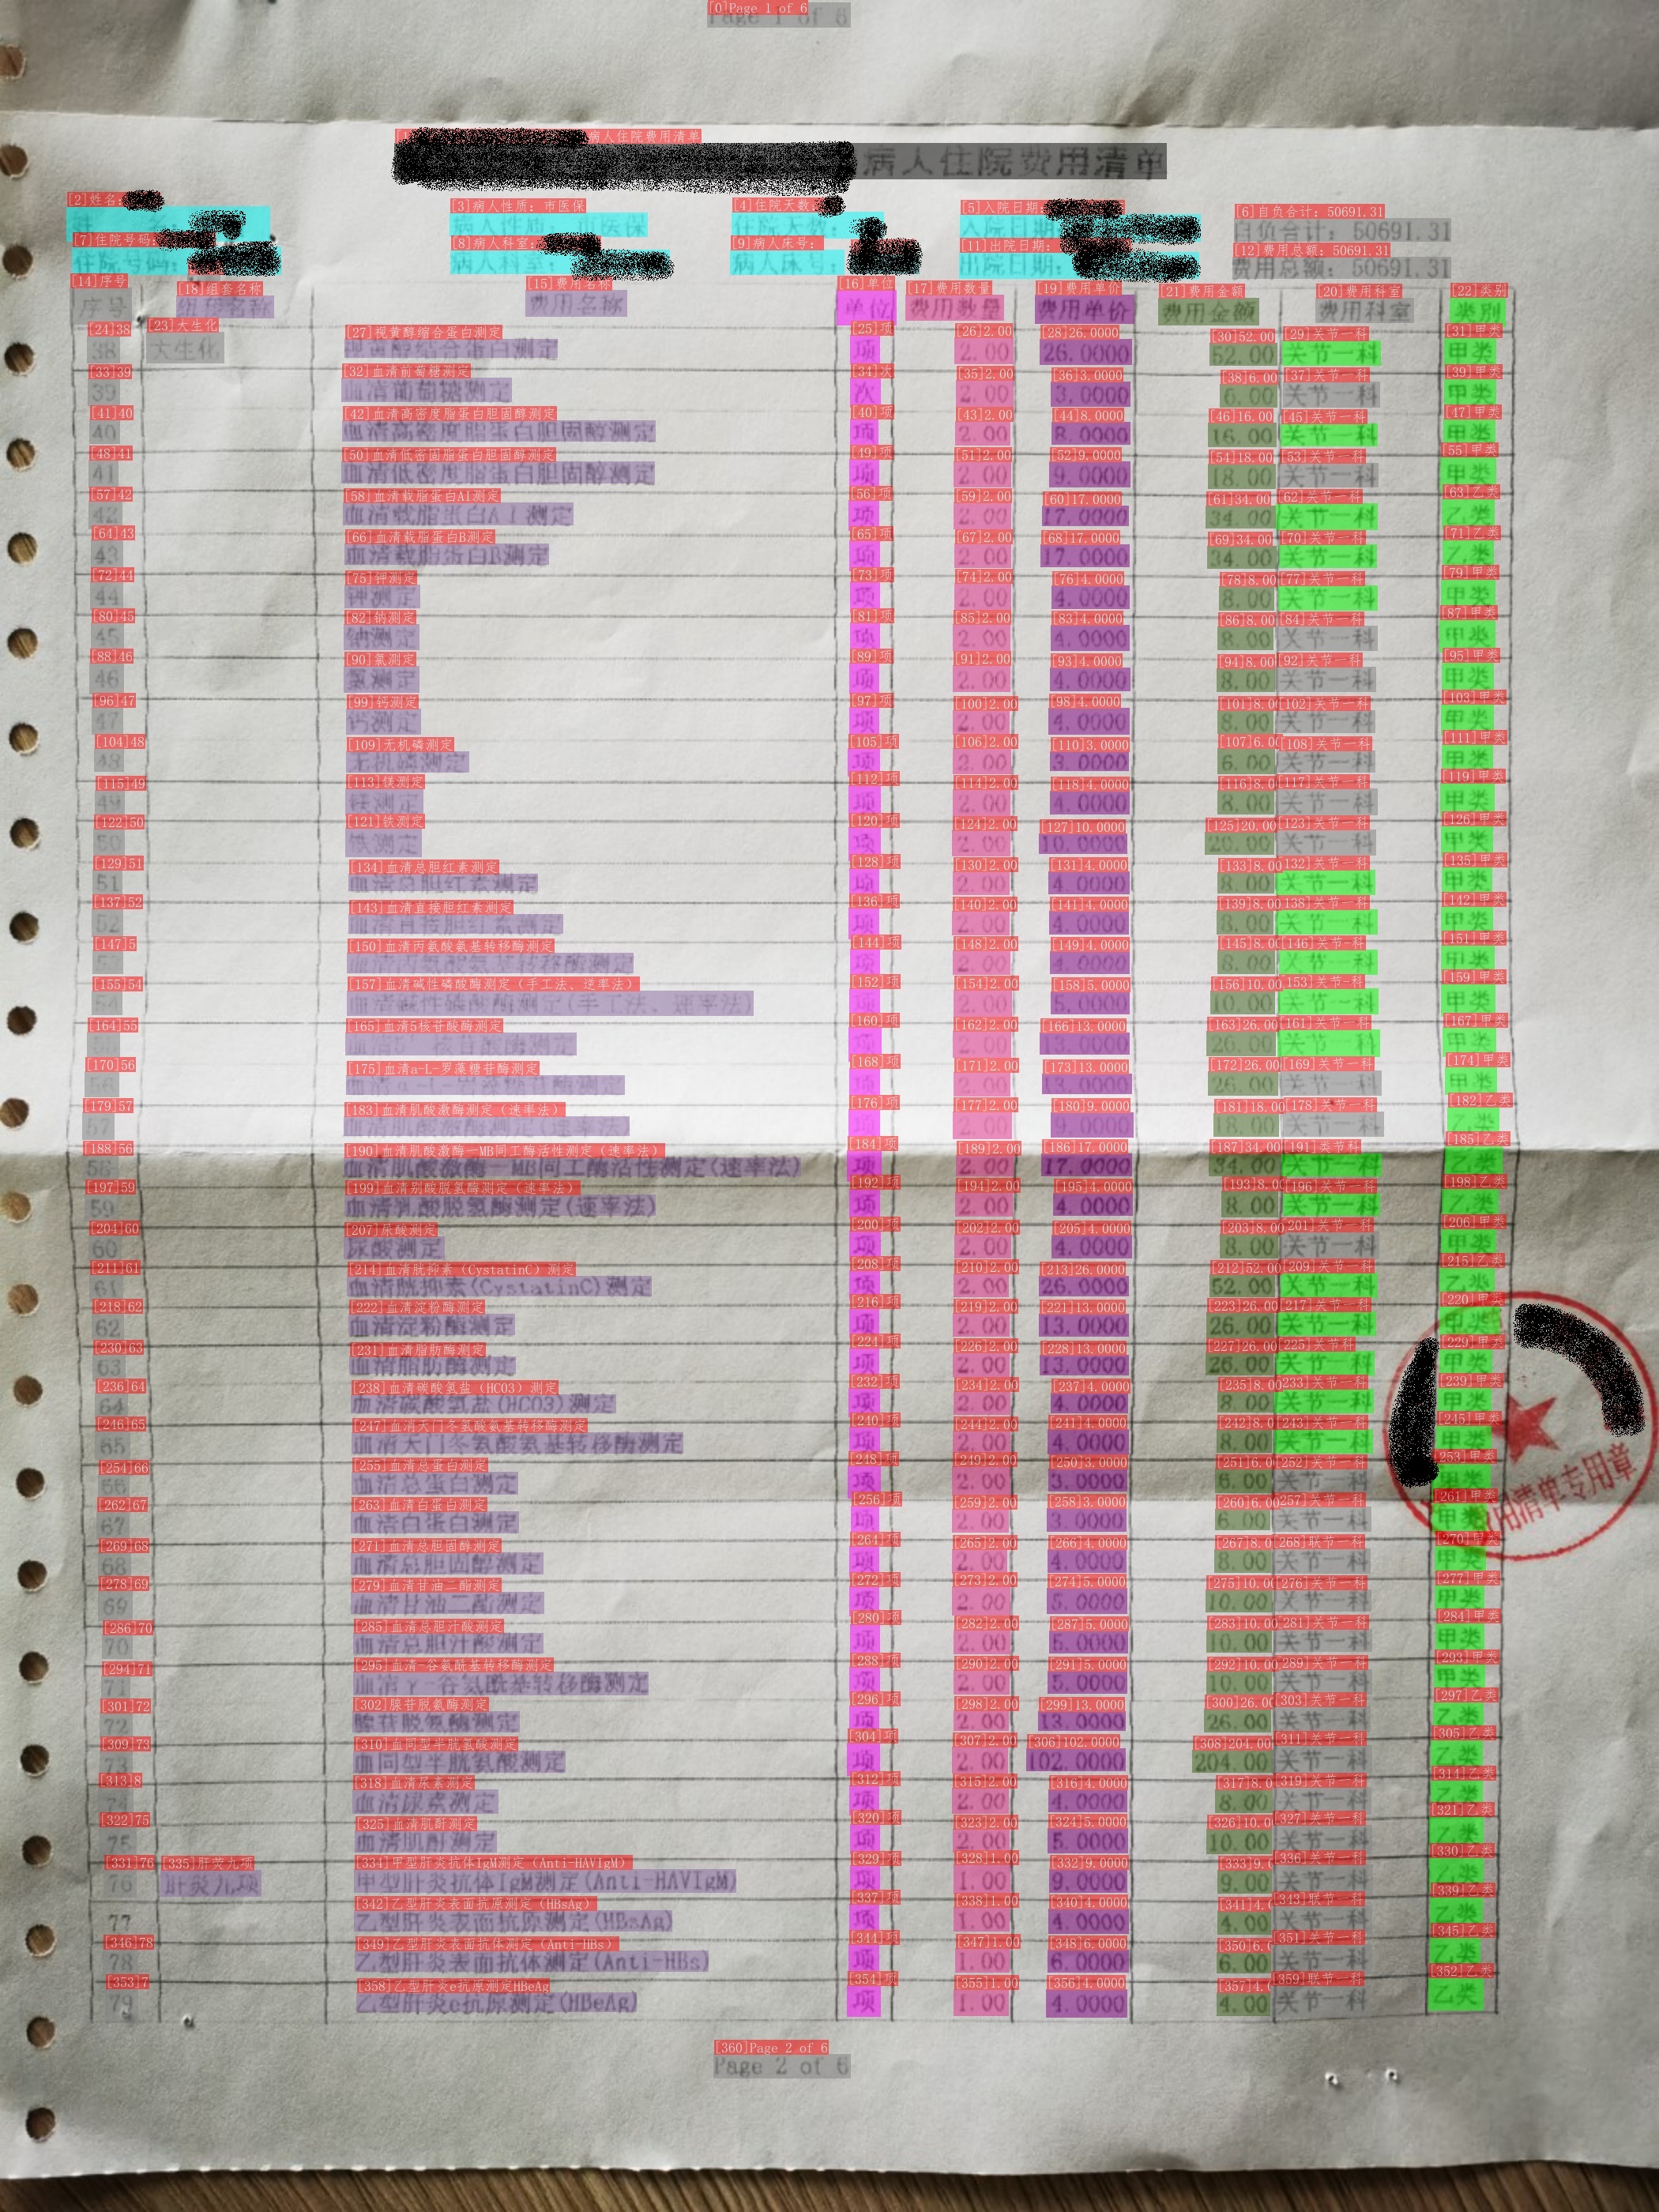 Page 1 of 6
病人住院费用清单
姓名: 病人性质: 市医保 住院天数: 入院日期: 自负合计: 50691.31
住院号码: 病人科室: 病人床号: 出院日期: 费用总额: 50691.31
序号 组套名称 费用名称 单位 费用数量 费用单价 费用金额 费用科室 类别
38 大生化 视黄醇结合蛋白测定 项 2.00 26.0000 52.00 关节一科 甲类
39 血清葡萄糖测定 次 2.00 3.0000 6.00 关节一科 甲类
40 血清高密度脂蛋白胆固醇测定 项 2.00 8.0000 16.00 关节一科 甲类
41 血清低密度脂蛋白胆固醇测定 项 2.00 9.0000 18.00 关节一科 甲类
42 血清载脂蛋白AI测定 项 2.00 17.0000 34.00 关节一科 乙类
43 血清载脂蛋白B测定 项 2.00 17.0000 34.00 关节一科 乙类
44 钾测定 项 2.00 4.0000 8.00 关节一科 甲类
45 钠测定 项 2.00 4.0000 8.00 关节一科 甲类
46 氯测定 项 2.00 4.0000 8.00 关节一科 甲类
47 钙测定 项 2.00 4.0000 8.00 关节一科 甲类
48 无机磷测定 项 2.00 3.0000 6.00 关节一科 甲类
49 镁测定 项 2.00 4.0000 8.00 关节一科 甲类
50 铁测定 项 2.00 10.0000 20.00 关节一科 甲类
51 血清总胆红素测定 项 2.00 4.0000 8.00 关节一科 甲类
52 血清直接胆红素测定 项 2.00 4.0000 8.00 关节一科 甲类
53 血清丙氨酸氨基转移酶测定 项 2.00 4.0000 8.00 关节一科 甲类
54 血清碱性磷酸酶测定(手工法、速率法) 项 2.00 5.0000 10.00 关节一科 甲类
55 血清5核苷酸酶测定 项 2.00 13.0000 26.00 关节一科 甲类
56 血清a-L-岩藻糖苷酶测定 项 2.00 13.0000 26.00 关节一科 甲类
57 血清肌酸激酶测定(速率法) 项 2.00 9.0000 18.00 关节一科 乙类
58 血清肌酸激酶一MB同工酶活性测定(速率法) 项 2.00 17.0000 34.00 关节一科 乙类
59 血清乳酸脱氢酶测定(速率法) 项 2.00 4.0000 8.00 关节一科 乙类
60 尿酸测定 项 2.00 4.0000 8.00 关节一科 甲类
61 血清胱抑素(CystatinC)测定 项 2.00 26.0000 52.00 关节一科 乙类
62 血清淀粉酶测定 项 2.00 13.0000 26.00 关节一科 甲类
63 血清脂肪酶测定 项 2.00 13.0000 26.00 关节一科 甲类
64 血清碳酸氢盐(HCO3)测定 项 2.00 4.0000 8.00 关节一科 甲类
65 血清天门冬氨酸氨基转移酶测定 项 2.00 4.0000 8.00 关节一科 甲类
66 血清总蛋白测定 项 2.00 3.0000 6.00 关节一科 甲类
67 血清白蛋白测定 项 2.00 3.0000 6.00 关节一科 甲类
68 血清总胆固醇测定 项 2.00 4.0000 8.00 关节一科 甲类
69 血清甘油三酯测定 项 2.00 5.0000 10.00 关节一科 甲类
70 血清总胆汁酸测定 项 2.00 5.0000 10.00 关节一科 甲类
71 血清γ-谷氨酰基转移酶测定 项 2.00 5.0000 10.00 关节一科 甲类
72 腺苷脱氨酶测定 项 2.00 13.0000 26.00 关节一科 乙类
73 血同型半胱氨酸测定 项 2.00 102.0000 204.00 关节一科 乙类
74 血清尿素测定 项 2.00 4.0000 8.00 关节一科 乙类
75 血清肌酐测定 项 2.00 5.0000 10.00 关节一科 乙类
76 肝炎九项 甲型肝炎抗体IgM测定(Anti-HAVIgM) 项 1.00 9.0000 9.00 关节一科 乙类
77 乙型肝炎表面抗原测定(HBsAg) 项 1.00 4.0000 4.00 关节一科 乙类
78 乙型肝炎表面抗体测定(Anti-HBs) 项 1.00 6.0000 6.00 关节一科 乙类
79 乙型肝炎e抗原测定(HBeAg) 项 1.00 4.0000 4.00 关节一科 乙类
用清单专用章
Page 2 of 6